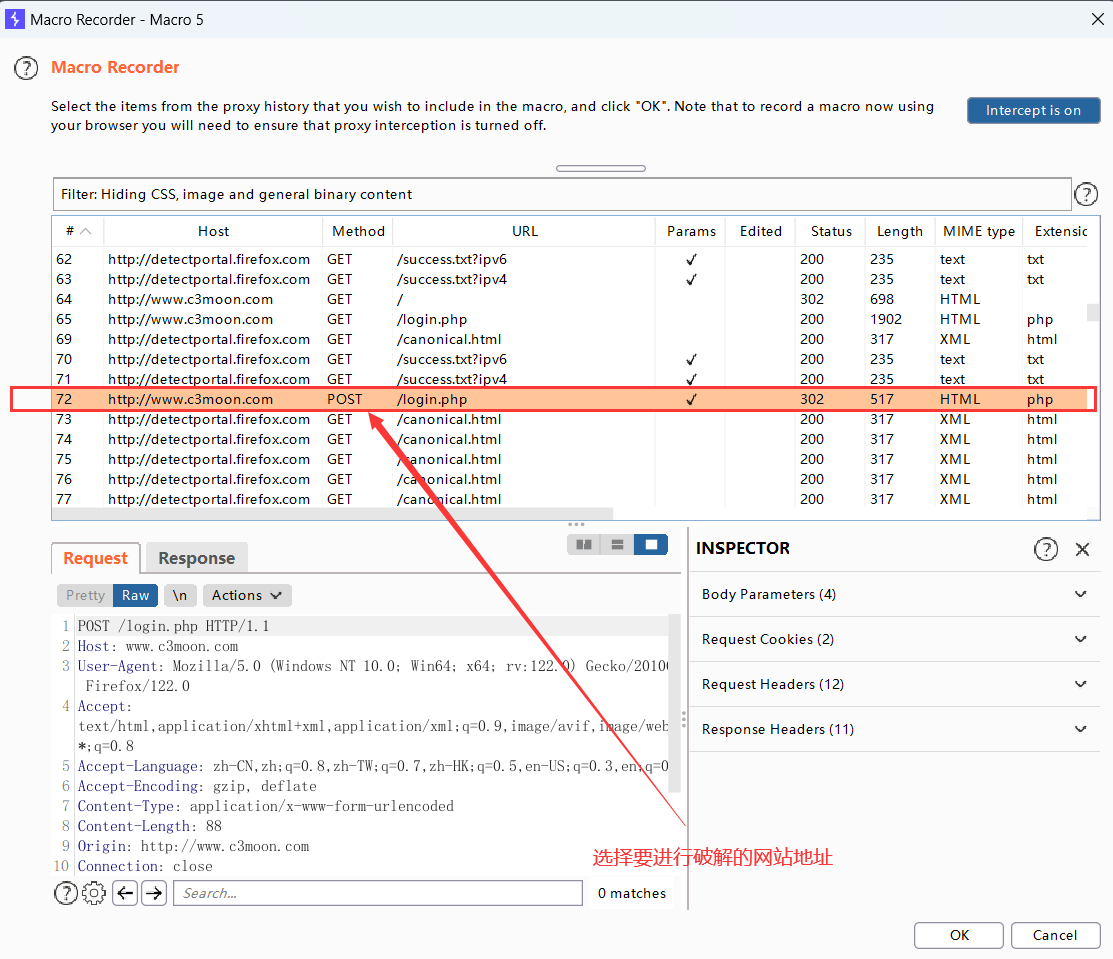 Macro Recorder - Macro 5
Macro Recorder
Select the items from the proxy history that you wish to include in the macro, and click "OK". Note that to record a macro now using
your browser you will need to ensure that proxy interception is turned off.
Intercept is on
Filter: Hiding CSS, image and general binary content
# Host Method URL Params Edited Status Length MIME type Extensic
62 http://detectportal.firefox.com GET /success.txt?ipv6 ✓ 200 235 text txt
63 http://detectportal.firefox.com GET /success.txt?ipv4 ✓ 200 235 text txt
64 http://www.c3moon.com GET / 302 698 HTML
65 http://www.c3moon.com GET /login.php 200 1902 HTML php
69 http://detectportal.firefox.com GET /canonical.html 200 317 XML html
70 http://detectportal.firefox.com GET /success.txt?ipv6 ✓ 200 235 text txt
71 http://detectportal.firefox.com GET /success.txt?ipv4 ✓ 200 235 text txt
72 http://www.c3moon.com POST /login.php ✓ 302 517 HTML php
73 http://detectportal.firefox.com GET /canonical.html 200 317 XML html
74 http://detectportal.firefox.com GET /canonical.html 200 317 XML html
75 http://detectportal.firefox.com GET /canonical.html 200 317 XML html
76 http://detectportal.firefox.com GET /canonical.html 200 317 XML html
77 http://detectportal.firefox.com GET /canonical.html 200 317 XML html
Request Response
Pretty Raw \n Actions
1 POST /login.php HTTP/1.1
2 Host: www.c3moon.com
3 User-Agent: Mozilla/5.0 (Windows NT 10.0; Win64; x64; rv:122.0) Gecko/2010
Firefox/122.0
4 Accept:
text/html,application/xhtml+xml,application/xml;q=0.9,image/avif,image/web
*;q=0.8
5 Accept-Language: zh-CN,zh;q=0.8,zh-TW;q=0.7,zh-HK;q=0.5,en-US;q=0.3,en;q=0
6 Accept-Encoding: gzip, deflate
7 Content-Type: application/x-www-form-urlencoded
8 Content-Length: 88
9 Origin: http://www.c3moon.com
10 Connection: close
Search...
0 matches
INSPECTOR
Body Parameters (4)
Request Cookies (2)
Request Headers (12)
Response Headers (11)
选择要进行破解的网站地址
OK Cancel